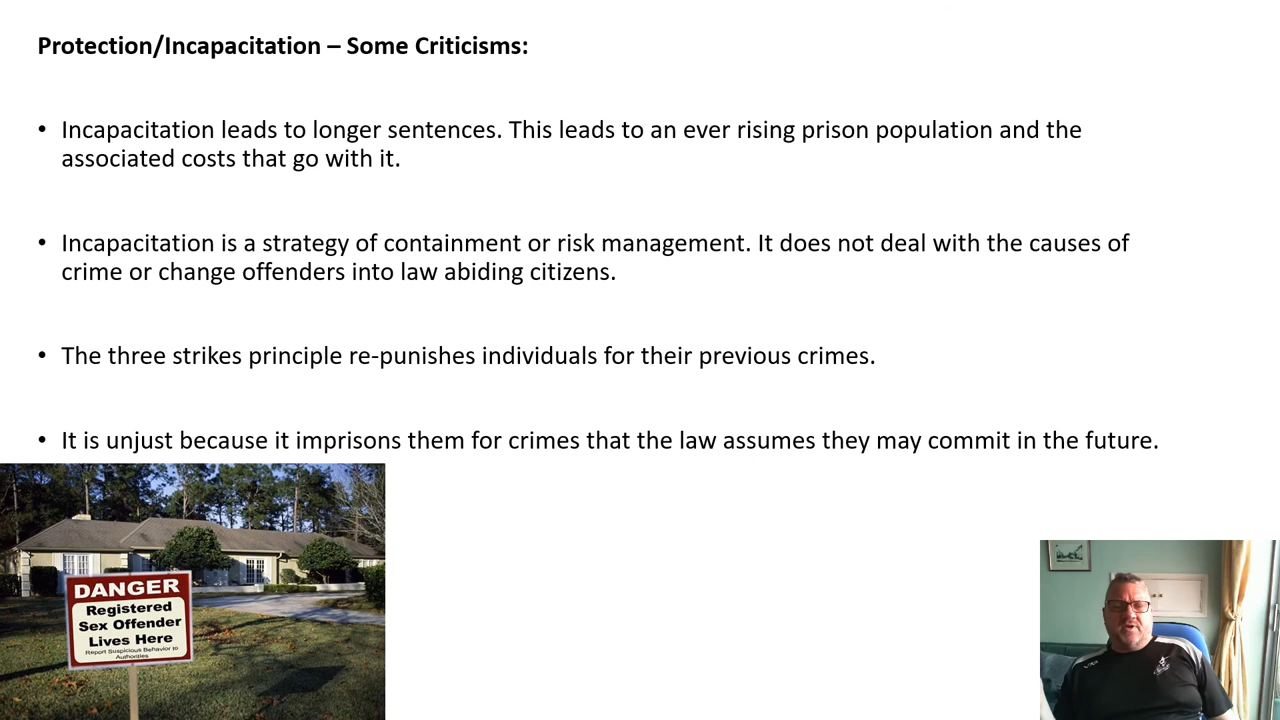 Protection/Incapacitation – Some Criticisms:
• Incapacitation leads to longer sentences. This leads to an ever rising prison population and the
associated costs that go with it.
• Incapacitation is a strategy of containment or risk management. It does not deal with the causes of
crime or change offenders into law abiding citizens.
• The three strikes principle re-punishes individuals for their previous crimes.
• It is unjust because it imprisons them for crimes that the law assumes they may commit in the future.
DANGER
Registered
Sex Offender
Lives Here
Report Suspicious Behavior to
Authorities